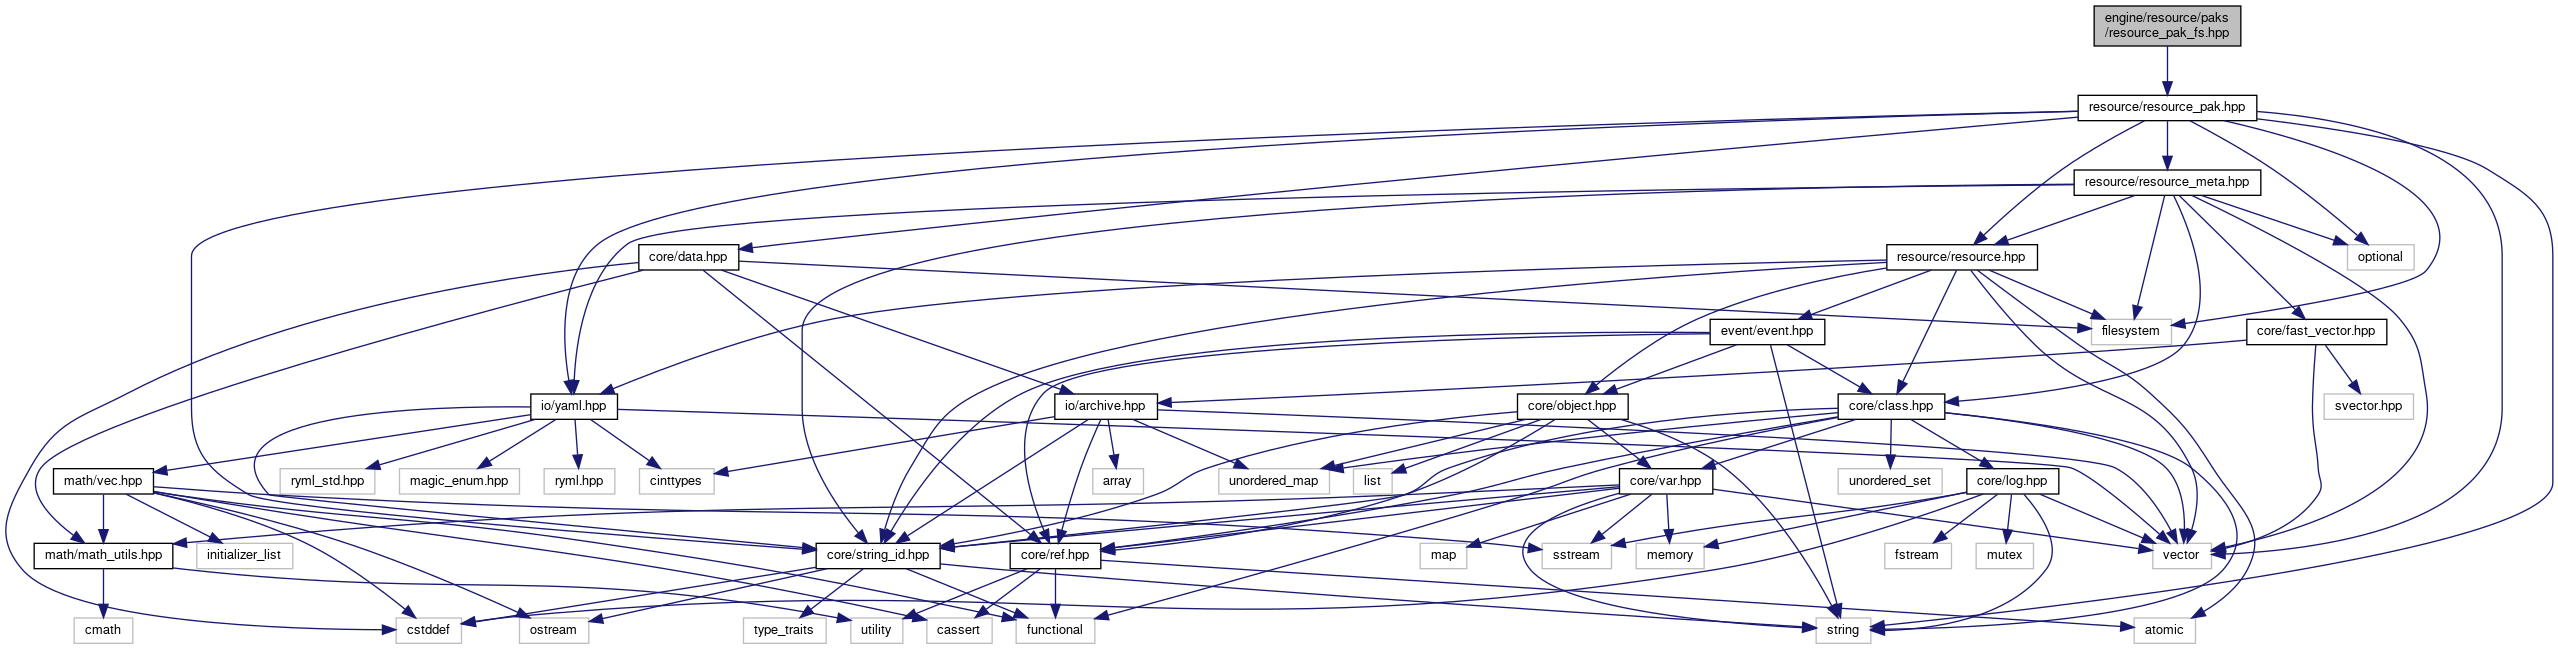 engine/resource/paks
/resource_pak_fs.hpp
resource/resource_pak.hpp
resource/resource_meta.hpp
core/data.hpp
resource/resource.hpp
optional
event/event.hpp
filesystem
core/fast_vector.hpp
io/yaml.hpp
io/archive.hpp
core/object.hpp
core/class.hpp
svector.hpp
math/vec.hpp
ryml_std.hpp
magic_enum.hpp
ryml.hpp
cinttypes
array
unordered_map
list
core/var.hpp
unordered_set
core/log.hpp
math/math_utils.hpp
initializer_list
core/string_id.hpp
core/ref.hpp
map
sstream
memory
fstream
mutex
vector
cmath
cstddef
ostream
type_traits
utility
cassert
functional
string
atomic